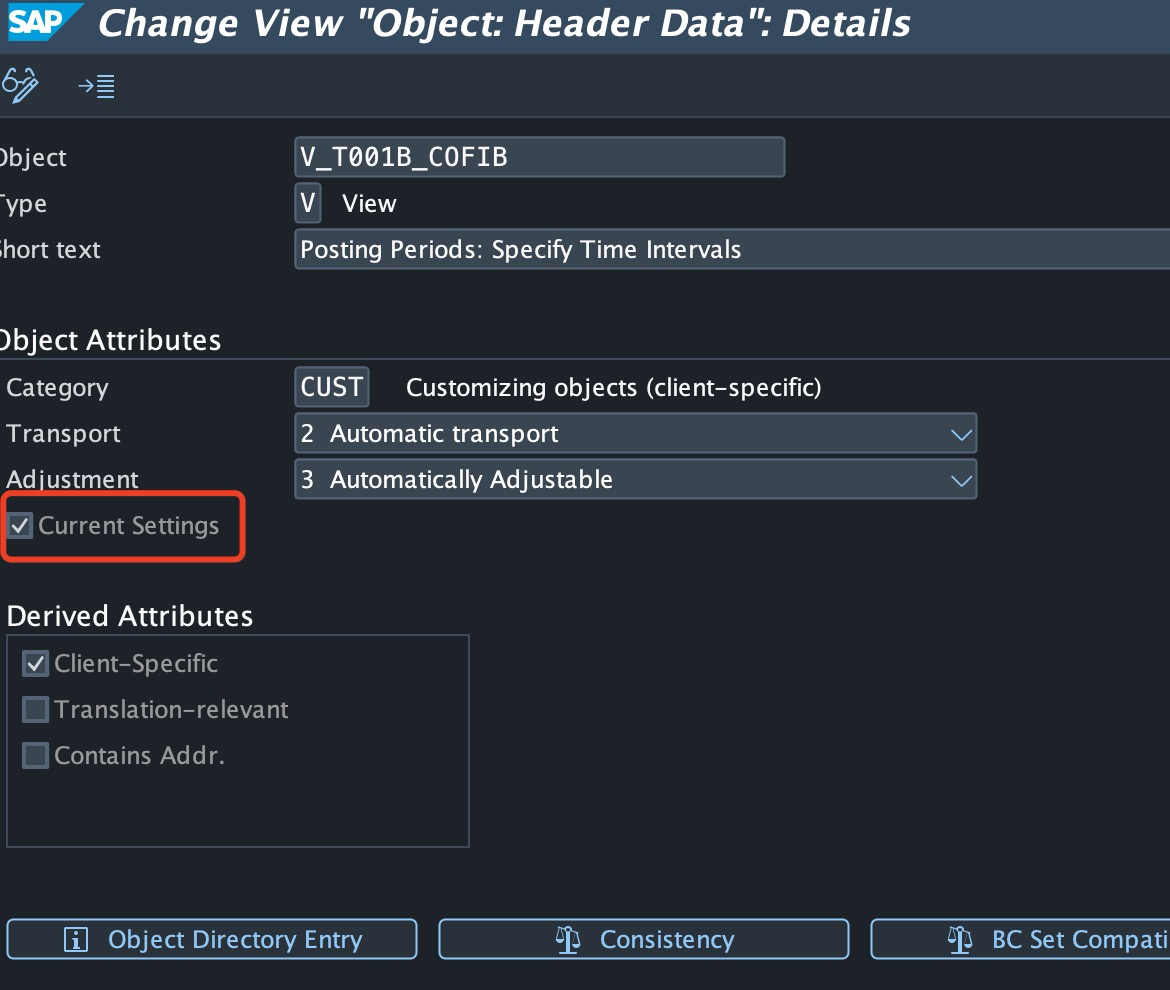 SAP Change View "Object: Header Data": Details
Object V_T001B_COFIB
Type V View
Short text Posting Periods: Specify Time Intervals
Object Attributes
Category CUST Customizing objects (client-specific)
Transport 2 Automatic transport
Adjustment 3 Automatically Adjustable
Current Settings
Derived Attributes
Client-Specific
Translation-relevant
Contains Addr.
Object Directory Entry Consistency BC Set Compati